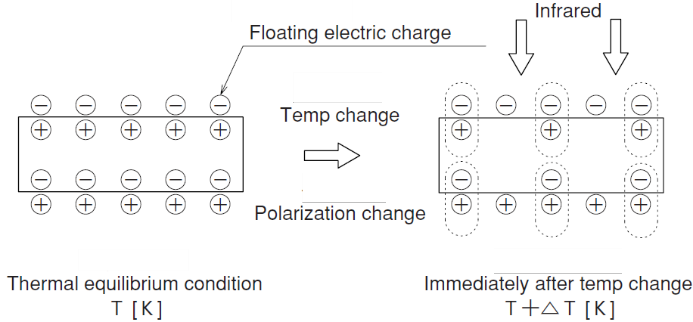 Infrared
Floating electric charge
Temp change
Polarization change
Thermal equilibrium condition
T [K]
Immediately after temp change
T+△T [K]